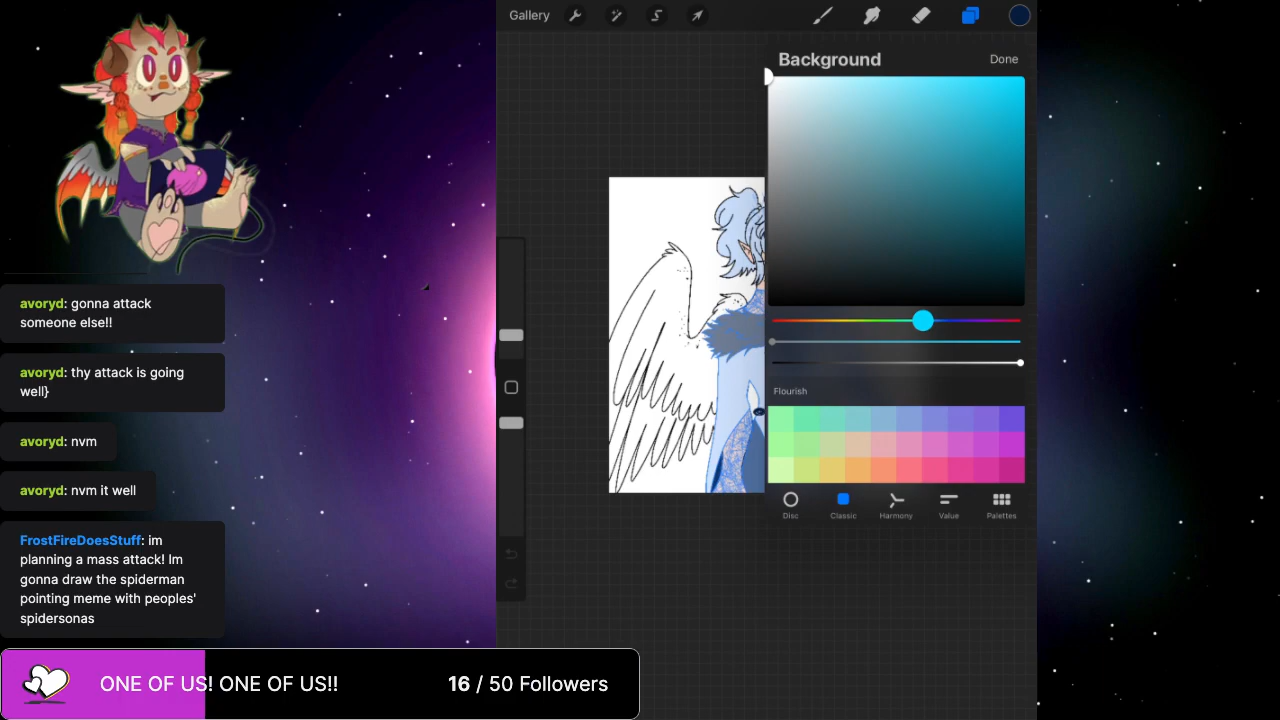 Gallery
Background
Done
Flourish
Disc
Classic
Harmony
Value
Palettes
avoryd: gonna attack
someone else!!
avoryd: thy attack is going
well}
avoryd: nvm
avoryd: nvm it well
FrostFireDoesStuff: im
planning a mass attack! Im
gonna draw the spiderman
pointing meme with peoples'
spidersonas
ONE OF US! ONE OF US!!
16 / 50 Followers